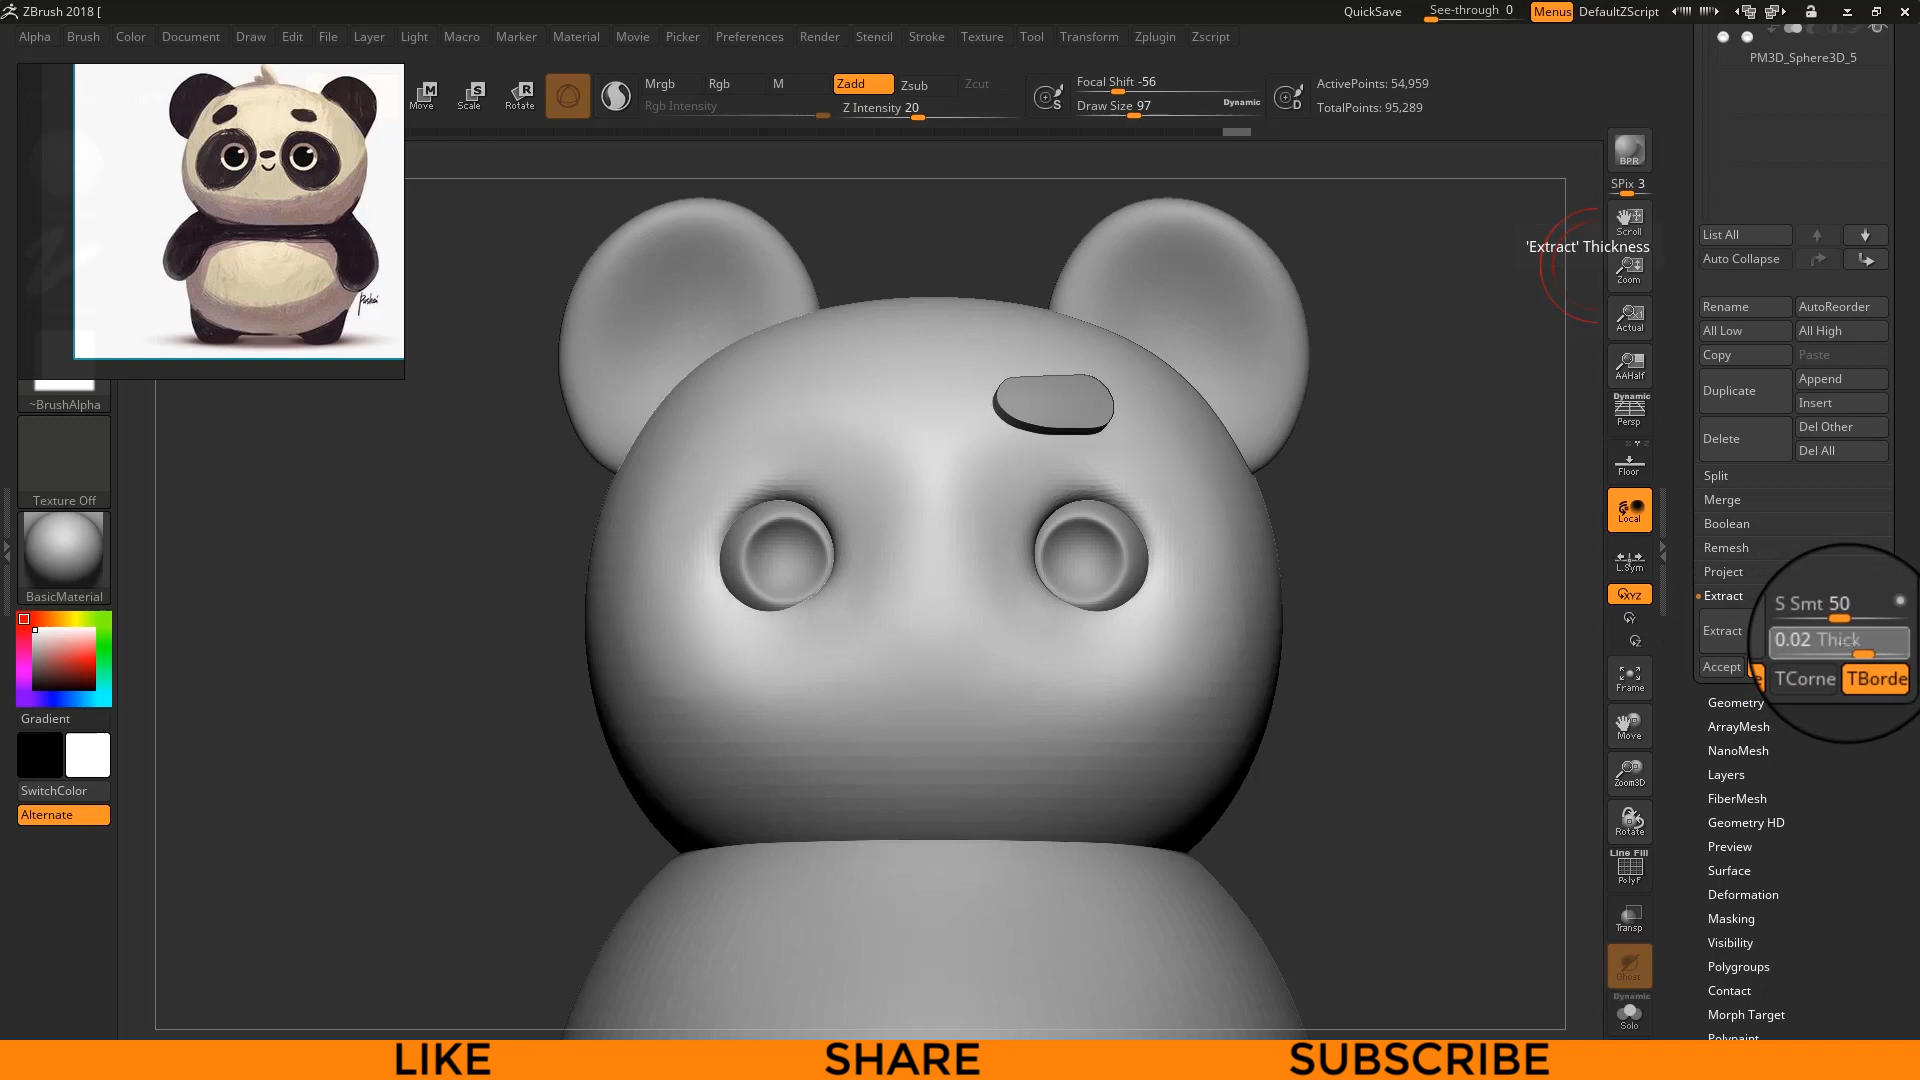 ZBrush 2018 [
QuickSave
See-through 0
Menus
DefaultZScript
Alpha Brush Color Document Draw Edit File Layer Light Macro Marker Material Movie Picker Preferences Render Stencil Stroke Texture Tool Transform Zplugin Zscript
PM3D_Sphere3D_5
Move
Scale
Rotate
Mrgb Rgb M
Rgb Intensity
Zadd Zsub Zcut
Z Intensity 20
S
Focal Shift -56
Draw Size 97
Dynamic
D
ActivePoints: 54,959
TotalPoints: 95,289
~BrushAlpha
Texture Off
BasicMaterial
Gradient
SwitchColor
Alternate
BPR
SPix 3
Scroll
'Extract' Thickness
Zoom
Actual
AAHalf
Dynamic
Persp
Floor
Local
L.Sym
XYZ
Y
Z
Frame
Move
Zoom3D
Rotate
Line Fill
PolyF
Transp
Ghost
Dynamic
Solo
List All
Auto Collapse
Rename AutoReorder
All Low All High
Copy Paste
Duplicate Append
Insert
Delete Del Other
Del All
Split
Merge
Boolean
Remesh
Project
Extract
Extract S Smt 50
0.02 Thick
Accept TCorne TBorde
Geometry
ArrayMesh
NanoMesh
Layers
FiberMesh
Geometry HD
Preview
Surface
Deformation
Masking
Visibility
Polygroups
Contact
Morph Target
Polypaint
LIKE SHARE SUBSCRIBE